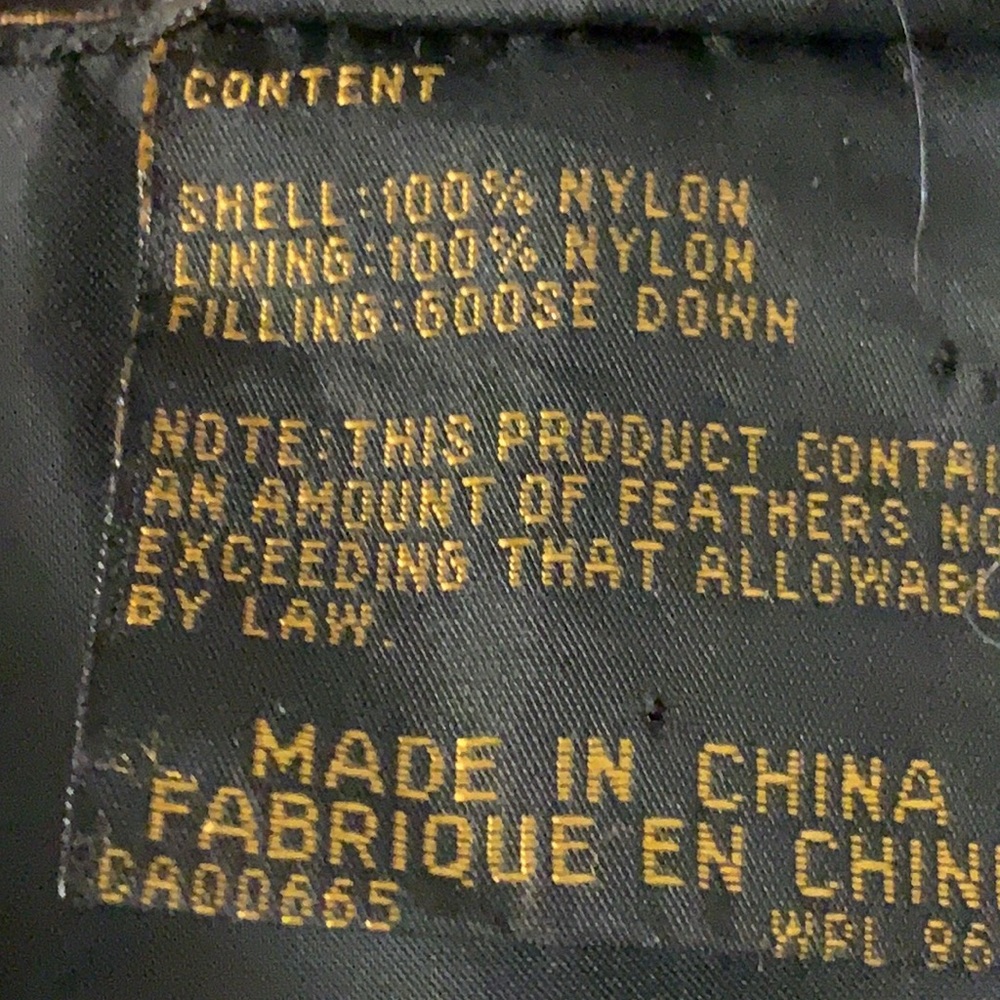 CONTENT
SHELL:100% NYLON
LINING:100% NYLON
FILLING:GOOSE DOWN
NOTE:THIS PRODUCT CONTAI
AN AMOUNT OF FEATHERS NO
EXCEEDING THAT ALLOWABL
BY LAW.
MADE IN CHINA
FABRIQUE EN CHIN
CA00665
WPL 96